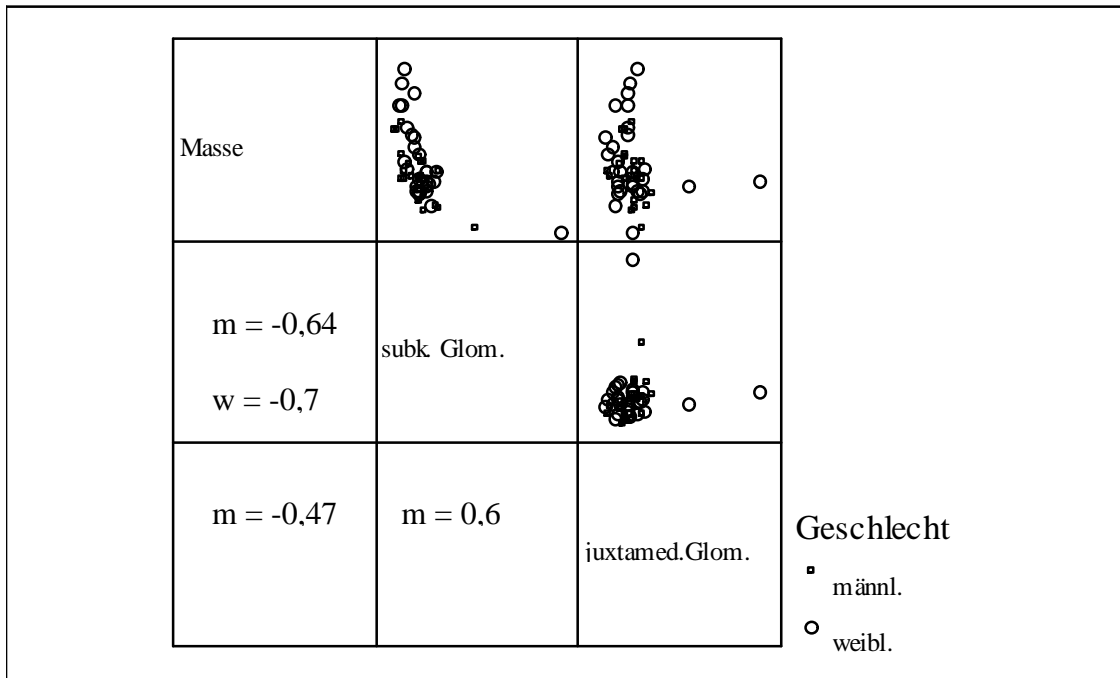 Masse
m = -0,64
w = -0,7
subk. Glom.
m = -0,47
m = 0,6
juxtamed.Glom.
Geschlecht
männl.
weibl.